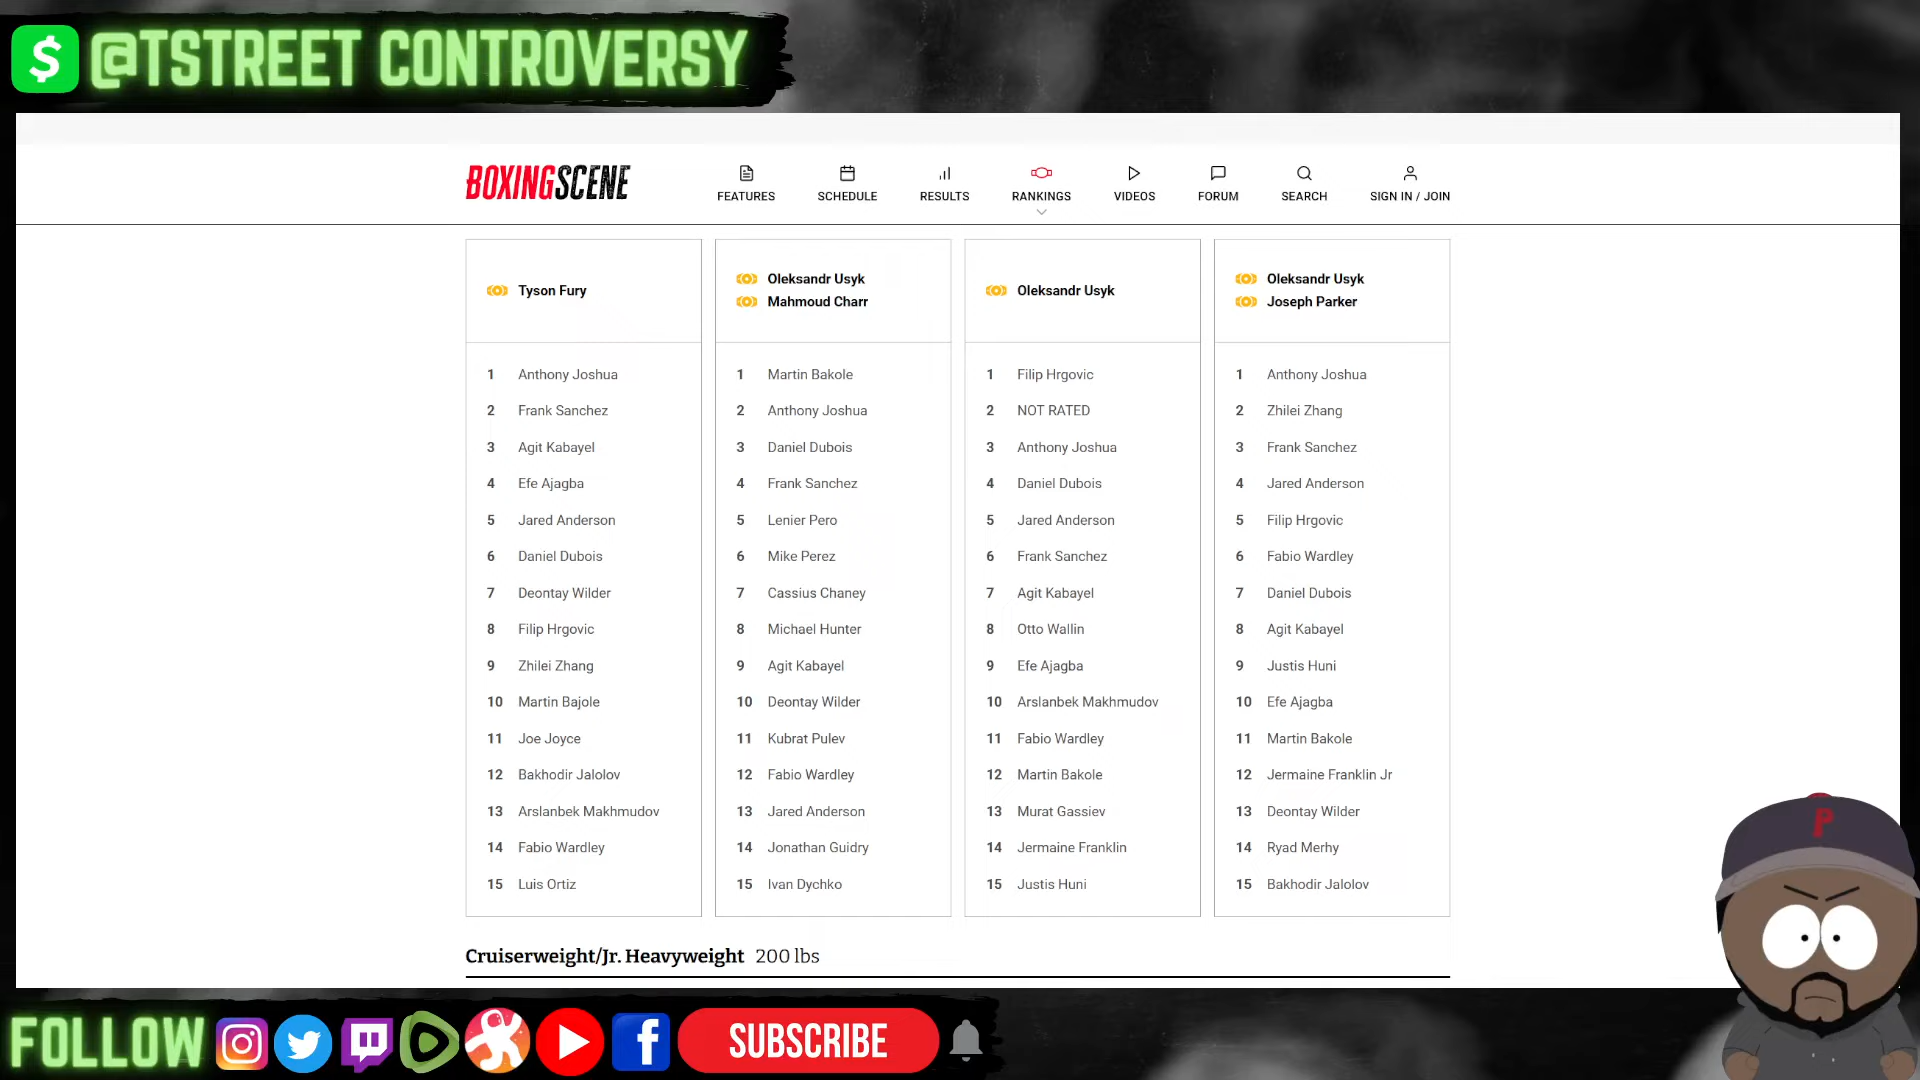 $ @TSTREET CONTROVERSY
BOXINGSCENE
FEATURES
SCHEDULE
RESULTS
RANKINGS
VIDEOS
FORUM
SEARCH
SIGN IN / JOIN
Tyson Fury
1 Anthony Joshua
2 Frank Sanchez
3 Agit Kabayel
4 Efe Ajagba
5 Jared Anderson
6 Daniel Dubois
7 Deontay Wilder
8 Filip Hrgovic
9 Zhilei Zhang
10 Martin Bajole
11 Joe Joyce
12 Bakhodir Jalolov
13 Arslanbek Makhmudov
14 Fabio Wardley
15 Luis Ortiz
Oleksandr Usyk
Mahmoud Charr
1 Martin Bakole
2 Anthony Joshua
3 Daniel Dubois
4 Frank Sanchez
5 Lenier Pero
6 Mike Perez
7 Cassius Chaney
8 Michael Hunter
9 Agit Kabayel
10 Deontay Wilder
11 Kubrat Pulev
12 Fabio Wardley
13 Jared Anderson
14 Jonathan Guidry
15 Ivan Dychko
Oleksandr Usyk
1 Filip Hrgovic
2 NOT RATED
3 Anthony Joshua
4 Daniel Dubois
5 Jared Anderson
6 Frank Sanchez
7 Agit Kabayel
8 Otto Wallin
9 Efe Ajagba
10 Arslanbek Makhmudov
11 Fabio Wardley
12 Martin Bakole
13 Murat Gassiev
14 Jermaine Franklin
15 Justis Huni
Oleksandr Usyk
Joseph Parker
1 Anthony Joshua
2 Zhilei Zhang
3 Frank Sanchez
4 Jared Anderson
5 Filip Hrgovic
6 Fabio Wardley
7 Daniel Dubois
8 Agit Kabayel
9 Justis Huni
10 Efe Ajagba
11 Martin Bakole
12 Jermaine Franklin Jr
13 Deontay Wilder
14 Ryad Merhy
15 Bakhodir Jalolov
Cruiserweight/Jr. Heavyweight 200 lbs
P
FOLLOW
f
SUBSCRIBE